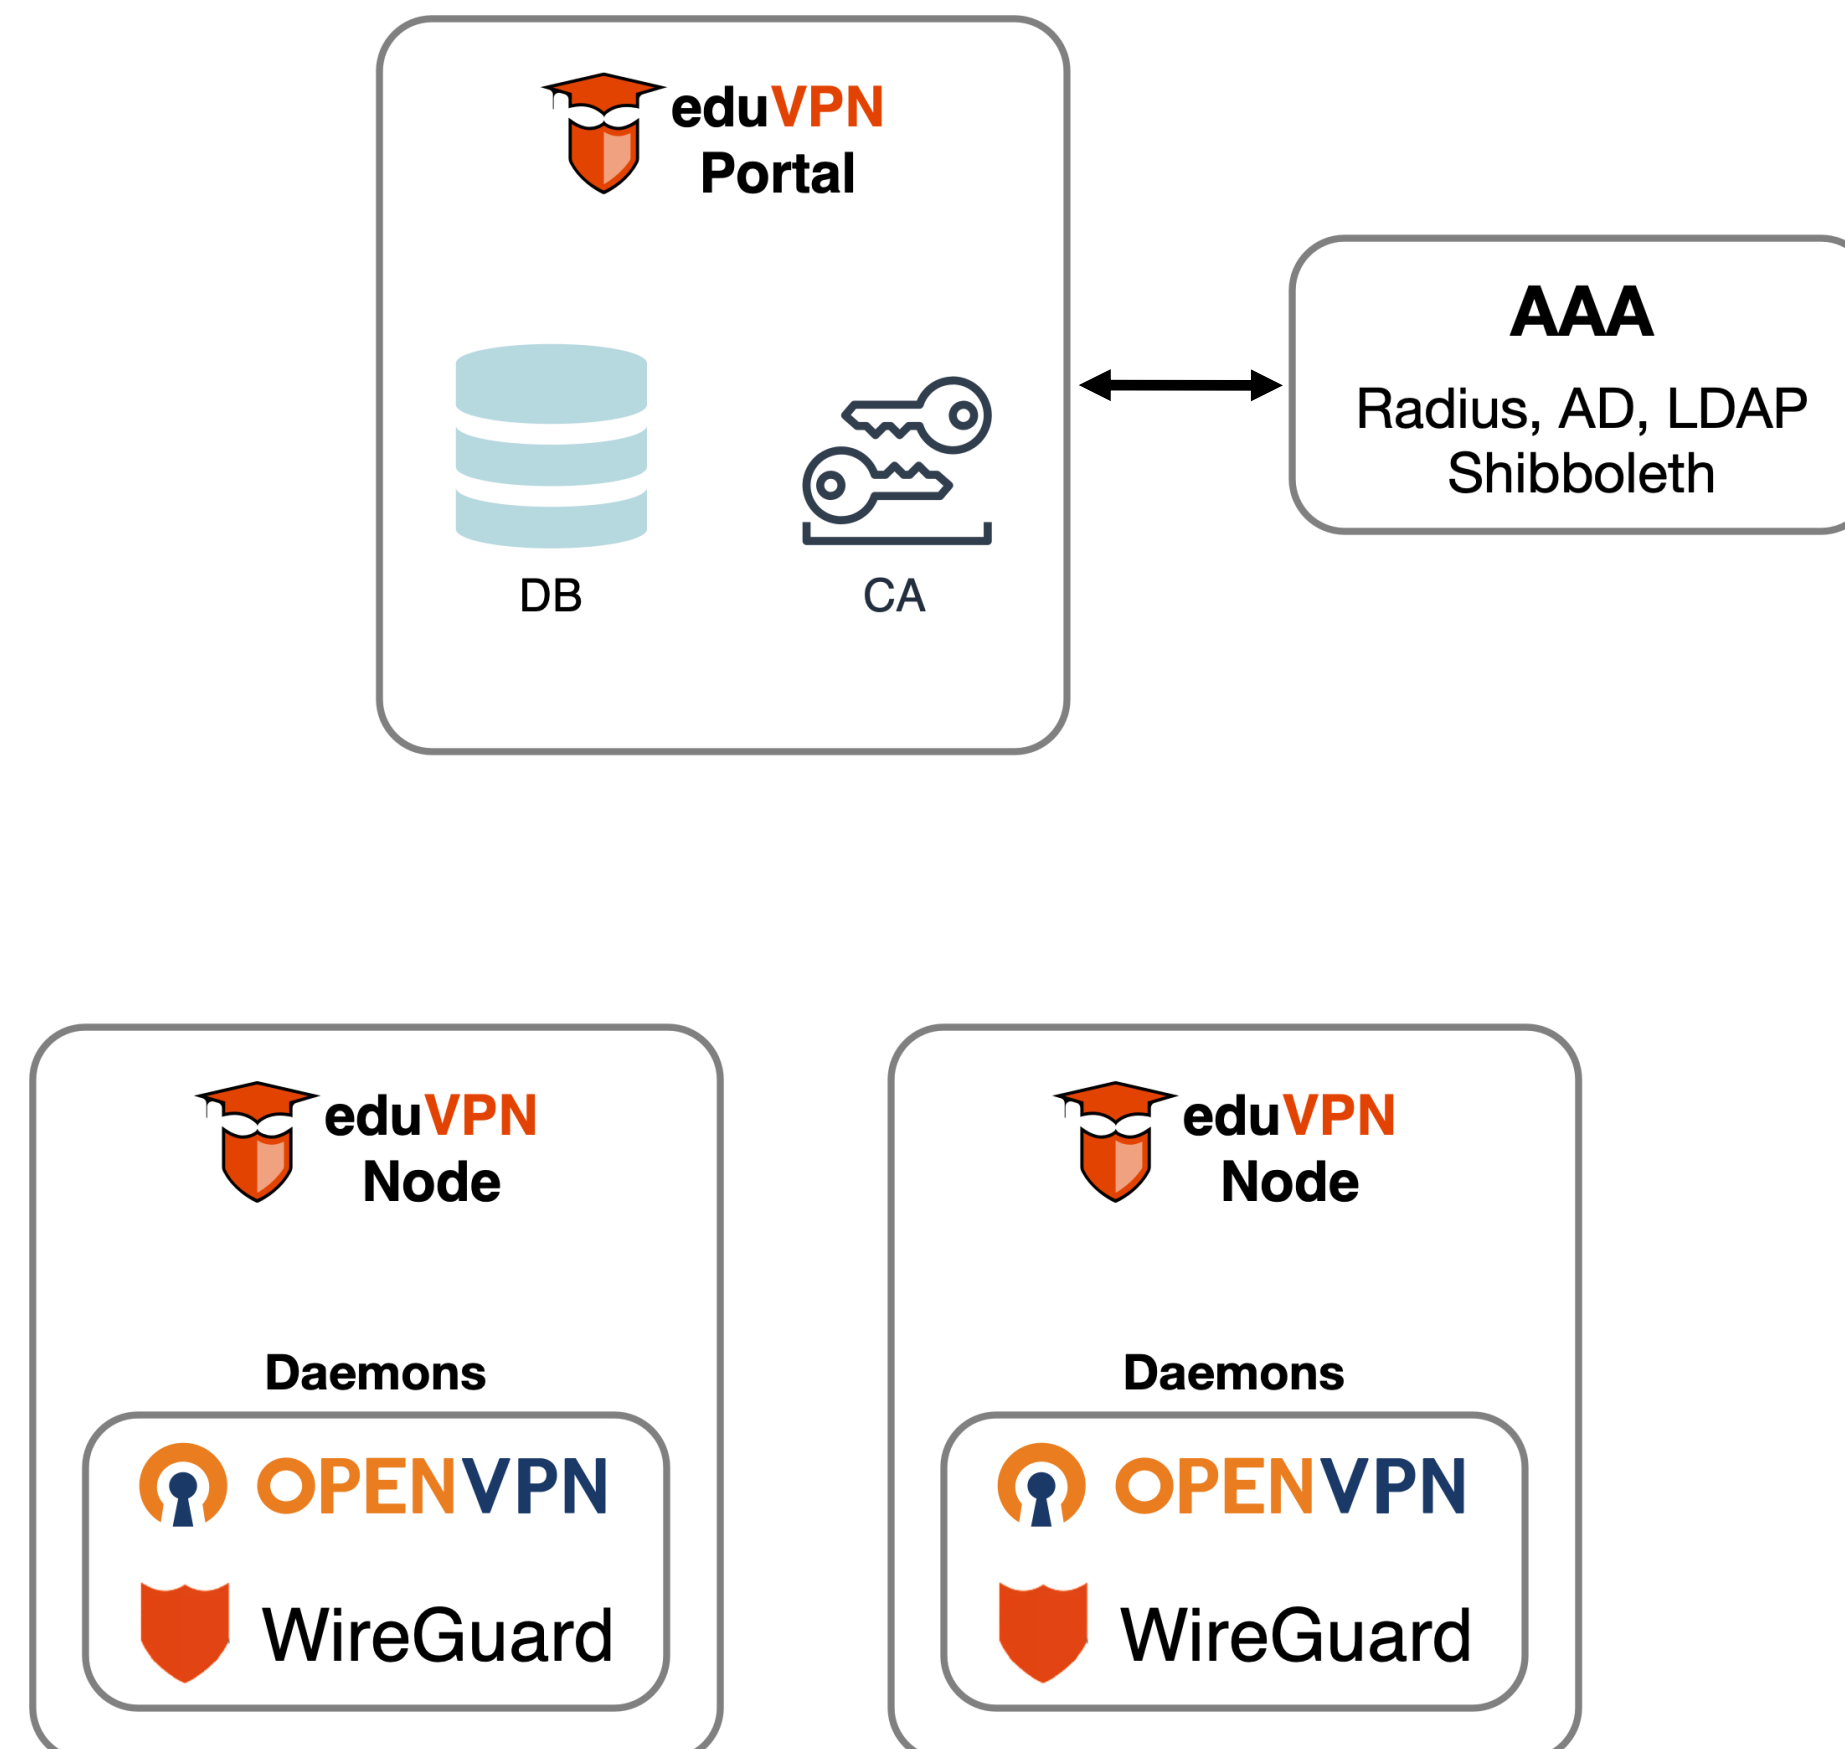 eduVPN
Portal
DB
CA
AAA
Radius, AD, LDAP
Shibboleth
eduVPN
Node
Daemons
OPENVPN
WireGuard
eduVPN
Node
Daemons
OPENVPN
WireGuard